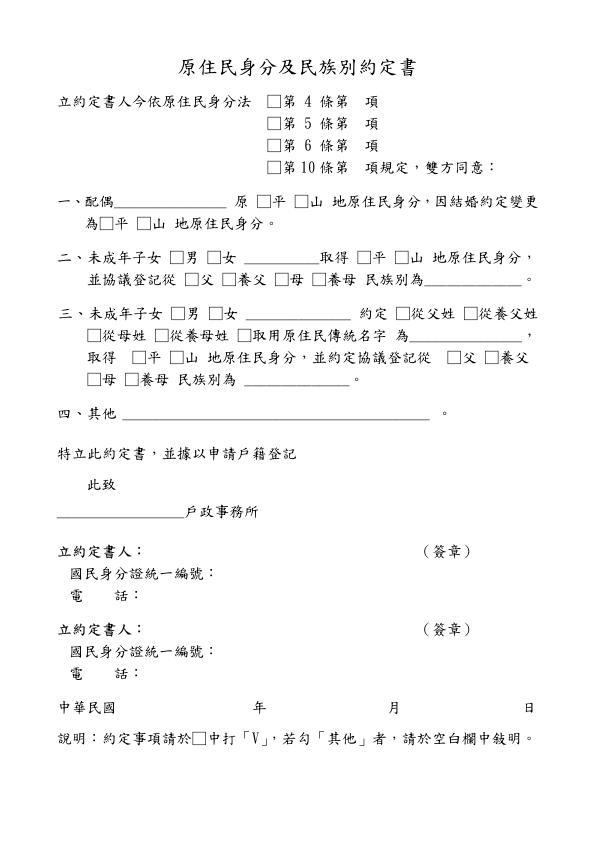 原住民身分及民族別約定書
立約定書人今依原住民身分法 □第 4 條第 項
□第 5 條第 項
□第 6 條第 項
□第10條第 項規定，雙方同意：
一、配偶_______________ 原 □平 □山 地原住民身分，因結婚約定變更
為□平 □山 地原住民身分。
二、未成年子女 □男 □女 __________取得 □平 □山 地原住民身分，
並協議登記從 □父 □養父 □母 □養母 民族別為_____________。
三、未成年子女 □男 □女 ______________ 約定 □從父姓 □從養父姓
□從母姓 □從養母姓 □取用原住民傳統名字 為_______________，
取得 □平 □山 地原住民身分，並約定協議登記從 □父 □養父
□母 □養母 民族別為 ______________。
四、其他 _________________________________________ 。
特立此約定書，並據以申請戶籍登記
此致
_________________戶政事務所
立約定書人： （簽章）
國民身分證統一編號：
電 話：
立約定書人： （簽章）
國民身分證統一編號：
電 話：
中華民國 年 月 日
說明：約定事項請於□中打「V」，若勾「其他」者，請於空白欄中敍明。